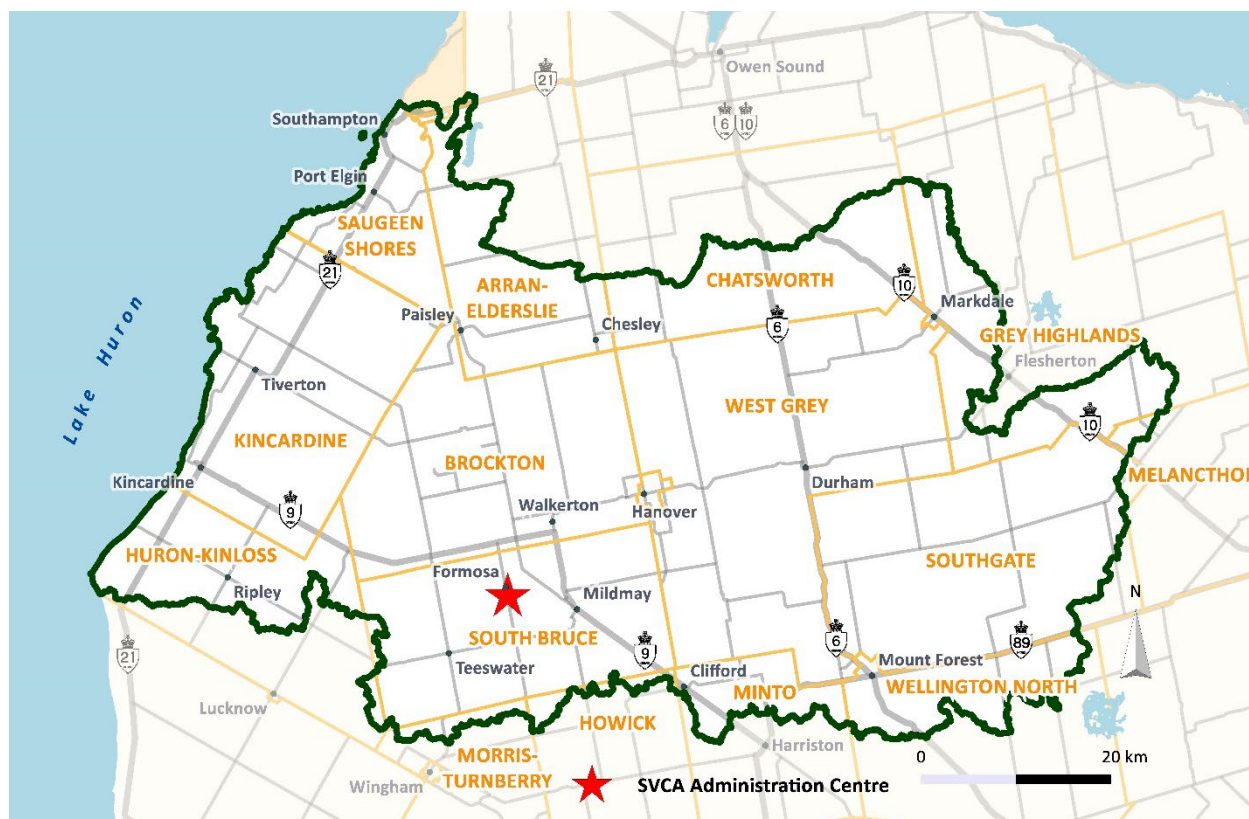 Owen Sound
21
6
10
Southampton
Port Elgin
SAUGEEN
SHORES
21
ARRAN-
ELDERSLIE
CHATSWORTH
10
Markdale
Paisley
Chesley
6
GREY HIGHLANDS
Flesherton
Lake Huron
Tiverton
WEST GREY
10
KINCARDINE
BROCKTON
MELANCTHON
Kincardine
Durham
Walkerton
Hanover
9
HURON-KINLOSS
Ripley
Formosa
Mildmay
SOUTHGATE
N
SOUTH BRUCE
21
Teeswater
9
6
89
Clifford
Mount Forest
MINTO
WELLINGTON NORTH
Lucknow
HOWICK
Harriston
MORRIS-
TURNBERRY
Wingham
0
20 km
SVCA Administration Centre